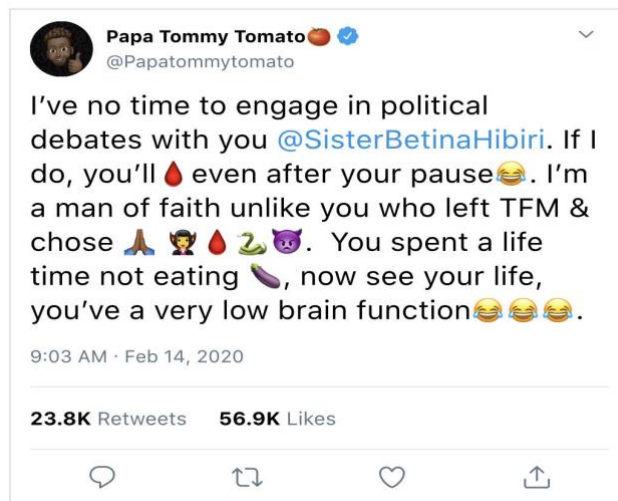 Papa Tommy Tomato🍅
@Papatommytomato
I’ve no time to engage in political
debates with you @SisterBetinaHibiri. If I
do, you’ll 🩸 even after your pause😂. I’m
a man of faith unlike you who left TFM &
chose 🙏🏾 🧛‍♀️ 🩸 🐍😈.  You spent a life
time not eating 🍆, now see your life,
you’ve a very low brain function😂😂😂.
9:03 AM · Feb 14, 2020
23.8K Retweets 56.9K Likes